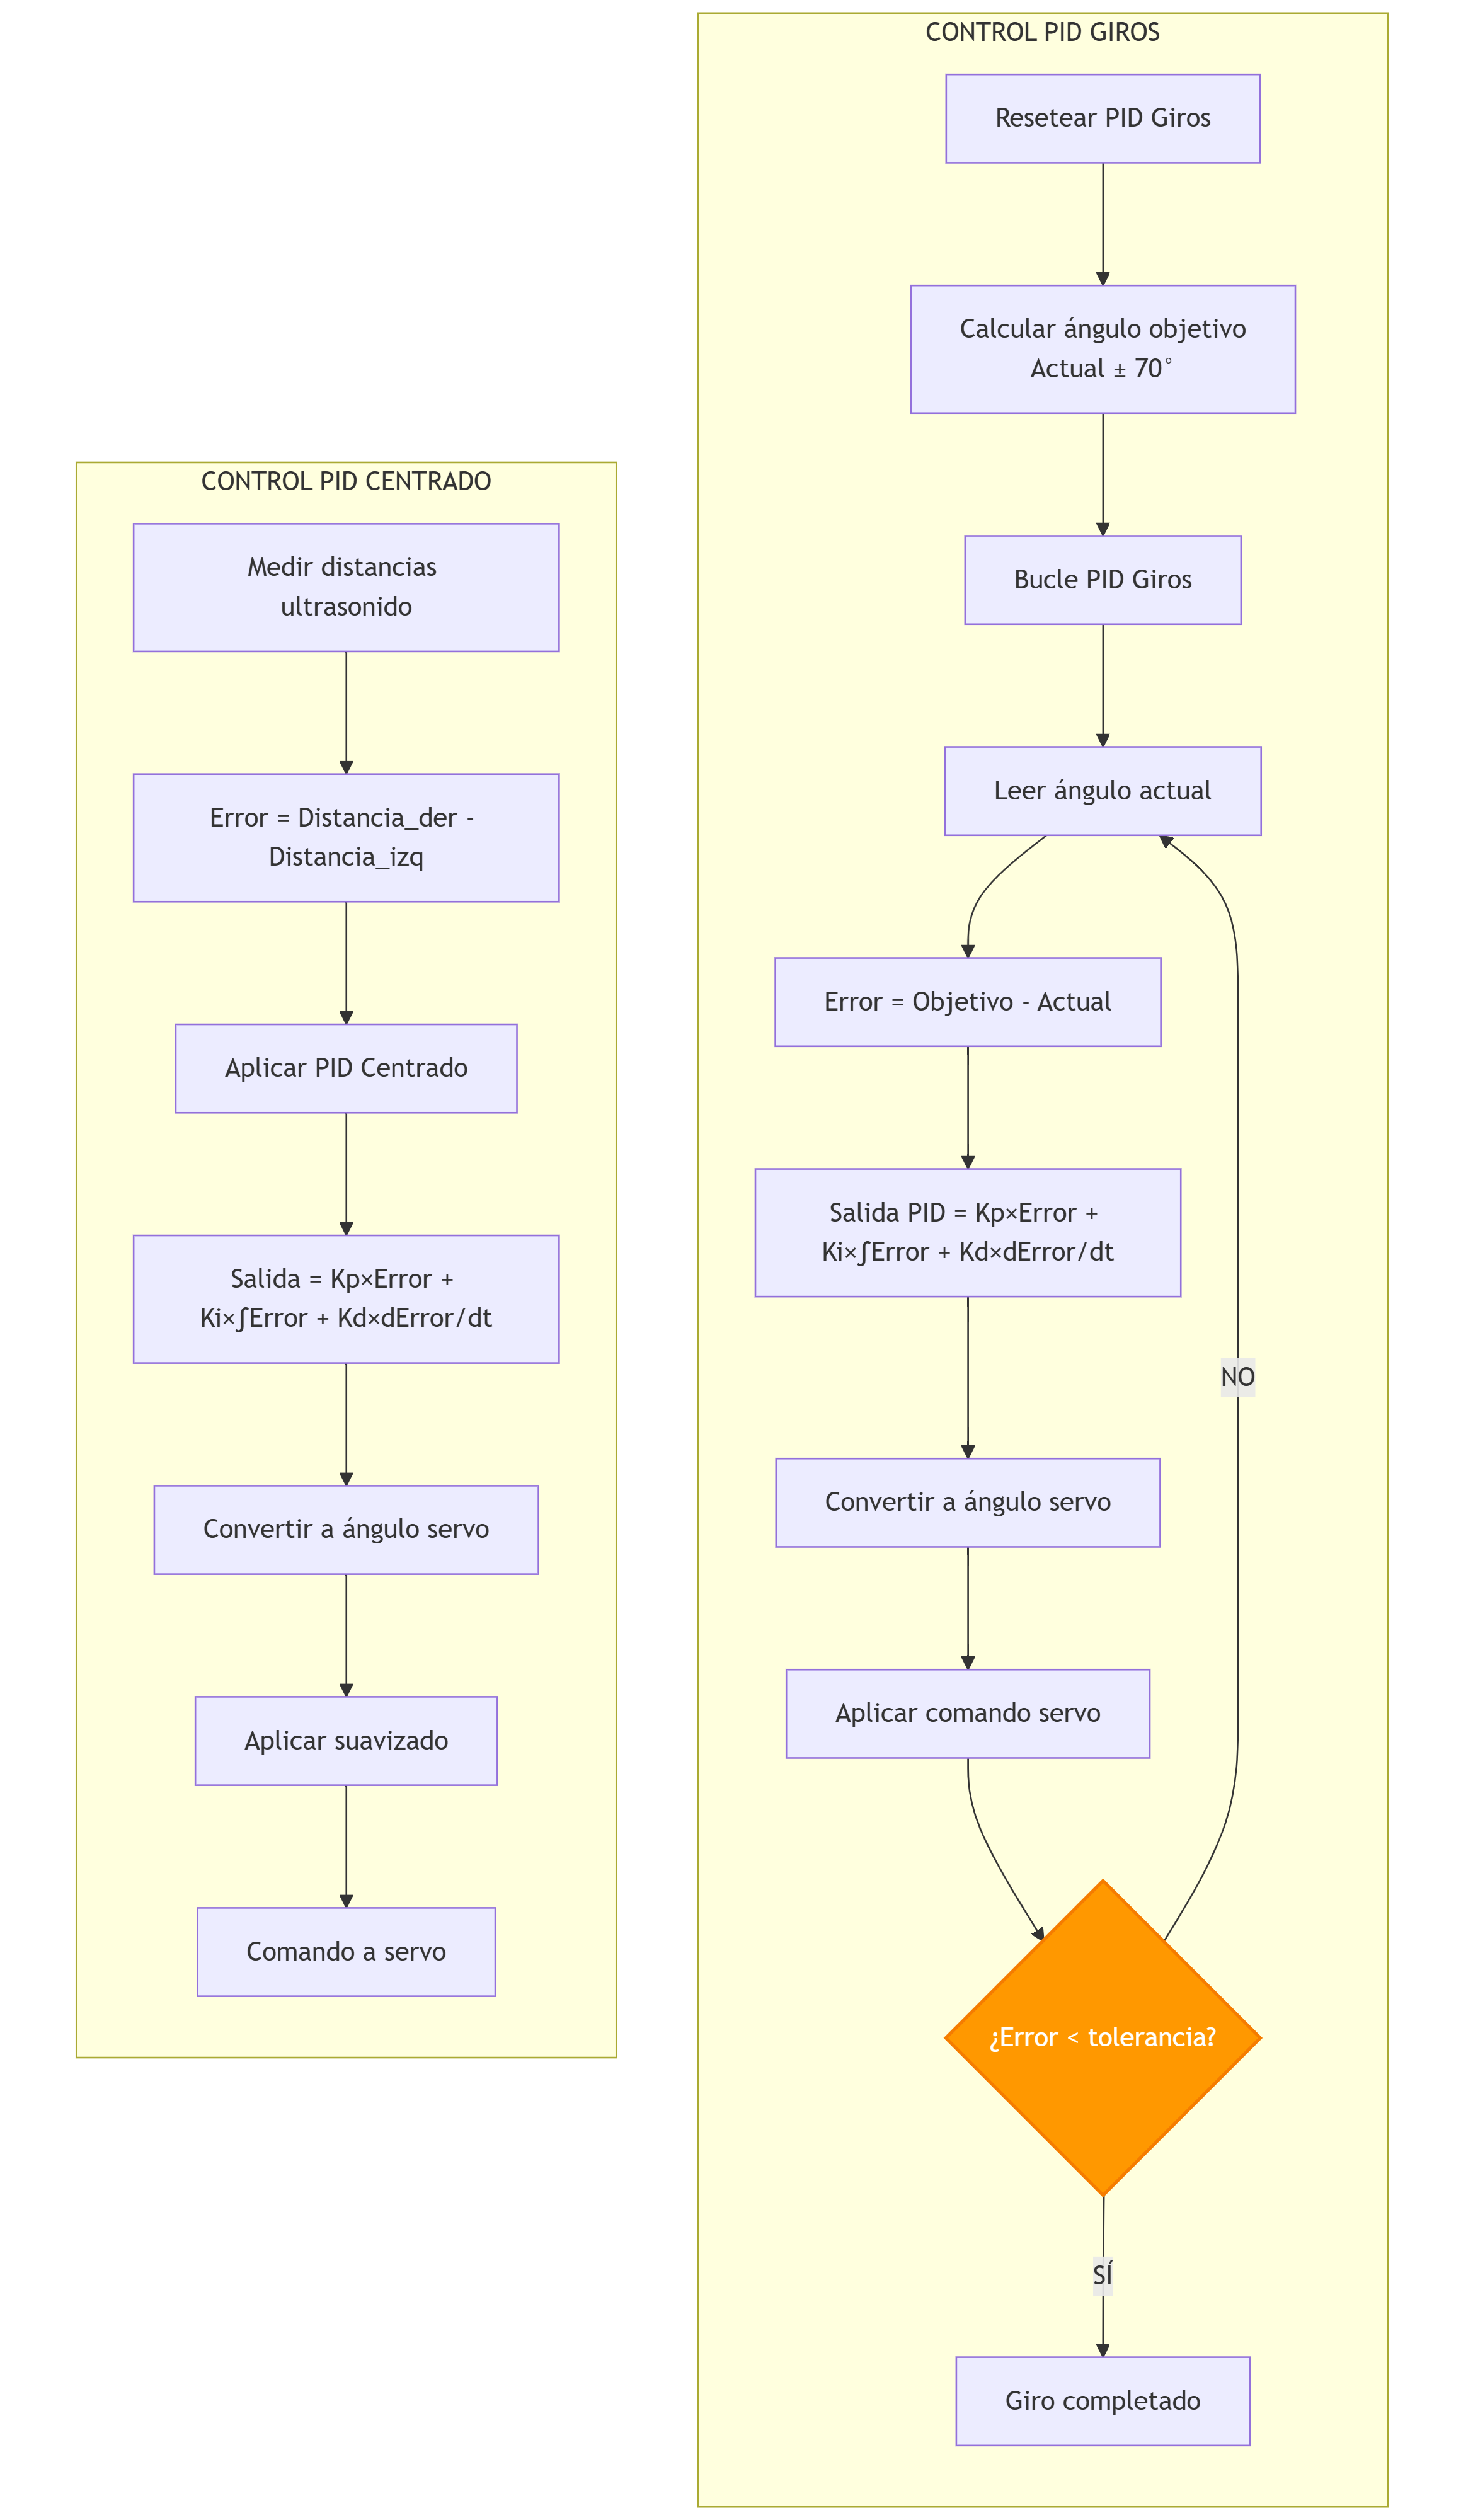 CONTROL PID CENTRADO
Medir distancias
ultrasonido
Error = Distancia_der -
Distancia_izq
Aplicar PID Centrado
Salida = Kp×Error +
Ki×∫Error + Kd×dError/dt
Convertir a ángulo servo
Aplicar suavizado
Comando a servo
CONTROL PID GIROS
Resetear PID Giros
Calcular ángulo objetivo
Actual ± 70°
Bucle PID Giros
Leer ángulo actual
Error = Objetivo - Actual
Salida PID = Kp×Error +
Ki×∫Error + Kd×dError/dt
NO
Convertir a ángulo servo
Aplicar comando servo
¿Error < tolerancia?
SÍ
Giro completado